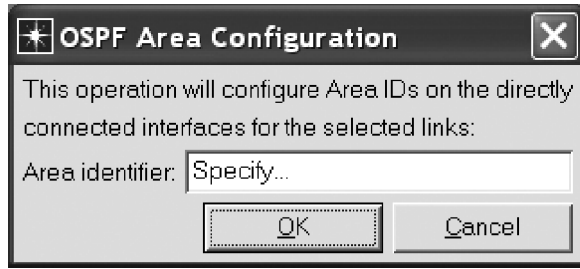 OSPF Area Configuration
This operation will configure Area IDs on the directly
connected interfaces for the selected links:
Area identifier: Specify...
OK Cancel